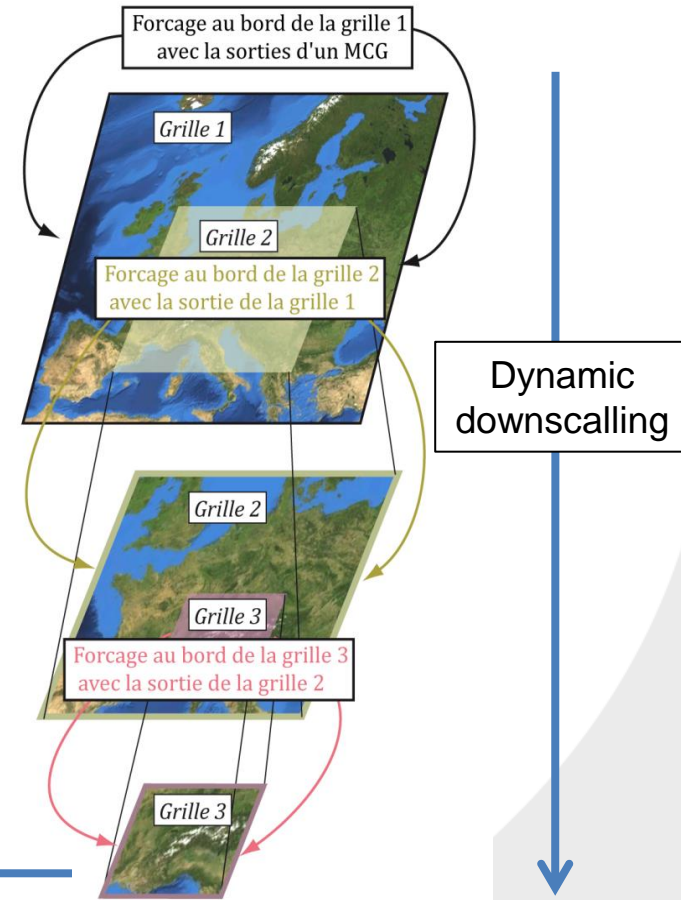 Forcage au bord de la grille 1
avec la sorties d'un MCG
Grille 1
Grille 2
Forcage au bord de la grille 2
avec la sortie de la grille 1
Dynamic
downscalling
Grille 2
Grille 3
Forcage au bord de la grille 3
avec la sortie de la grille 2
Grille 3